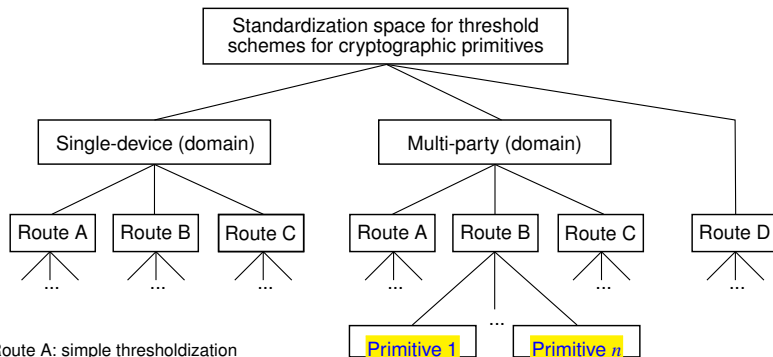 Standardization space for threshold
schemes for cryptographic primitives
Single-device (domain)
Multi-party (domain)
Route A
Route B
Route C
Route A
Route B
Route C
Route D
...
...
...
...
...
...
...
Primitive 1
Primitive n
Route A: simple thresholdization